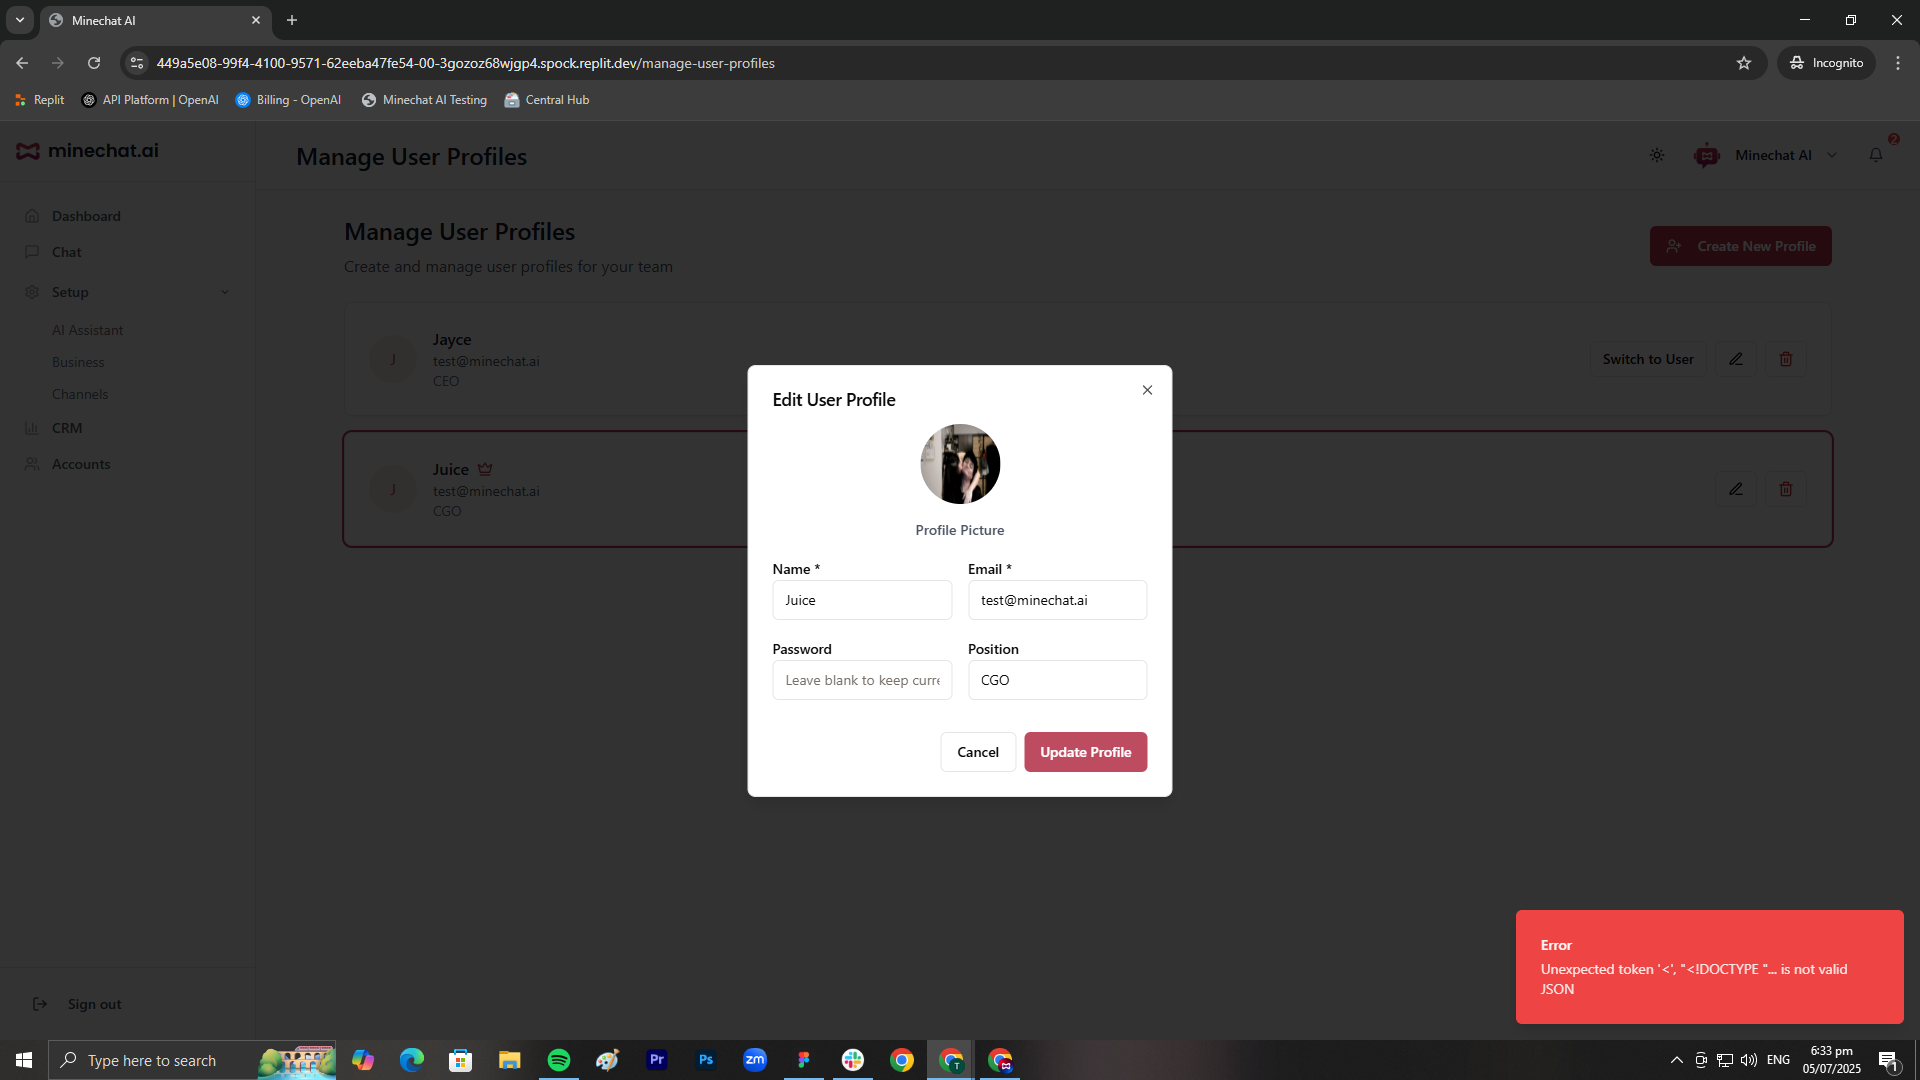 Minechat AI
449a5e08-99f4-4100-9571-62eeba47fe54-00-3gozoz68wjgp4.spock.replit.dev/manage-user-profiles
Incognito
Replit
API Platform | OpenAI
Billing - OpenAI
Minechat AI Testing
Central Hub
minechat.ai
Manage User Profiles
Minechat AI
2
Dashboard
Chat
Setup
AI Assistant
Business
Channels
CRM
Accounts
Sign out
Manage User Profiles
Create and manage user profiles for your team
Create New Profile
J
Jayce
test@minechat.ai
CEO
Switch to User
J
Juice
test@minechat.ai
CGO
Edit User Profile
Profile Picture
Name *
Email *
Juice
test@minechat.ai
Password
Position
Leave blank to keep curre
CGO
Cancel
Update Profile
Error
Unexpected token '<', "<!DOCTYPE "... is not valid
JSON
Type here to search
Pr
Ps
zm
T
ENG
6:33 pm
05/07/2025
1